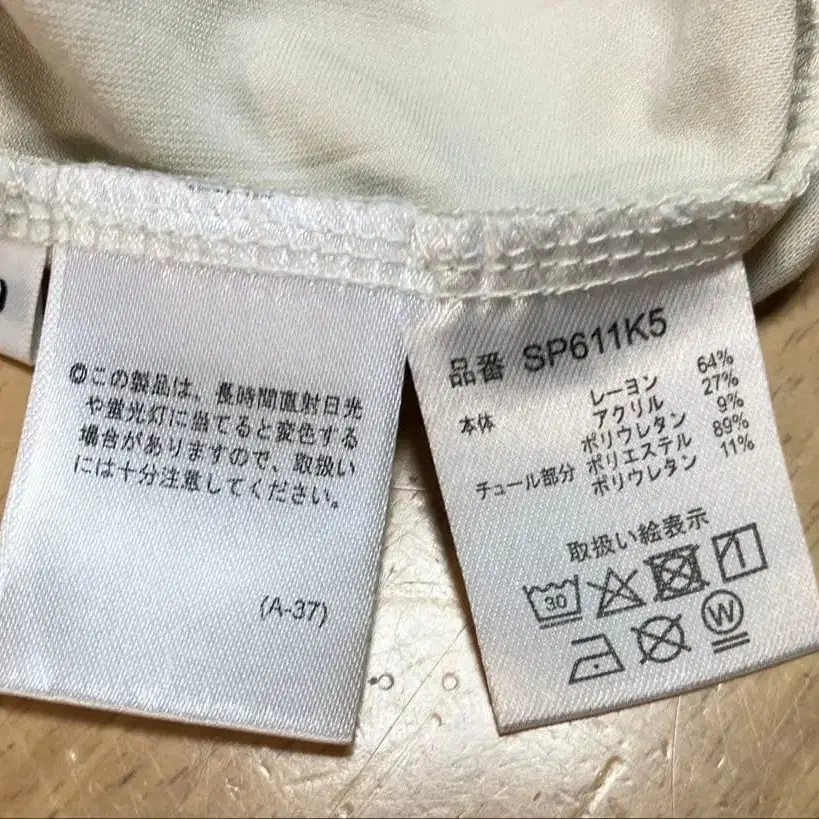 ◎この製品は、長時間直射日光
や蛍光灯に当てると変色する
場合がありますので、取扱い
には十分注意してください。
(A-37)
品番 SP611K5
本体 レーヨン 64%
アクリル 27%
ポリウレタン 9%
チュール部分 ポリエステル 89%
ポリウレタン 11%
取扱い絵表示
30
W